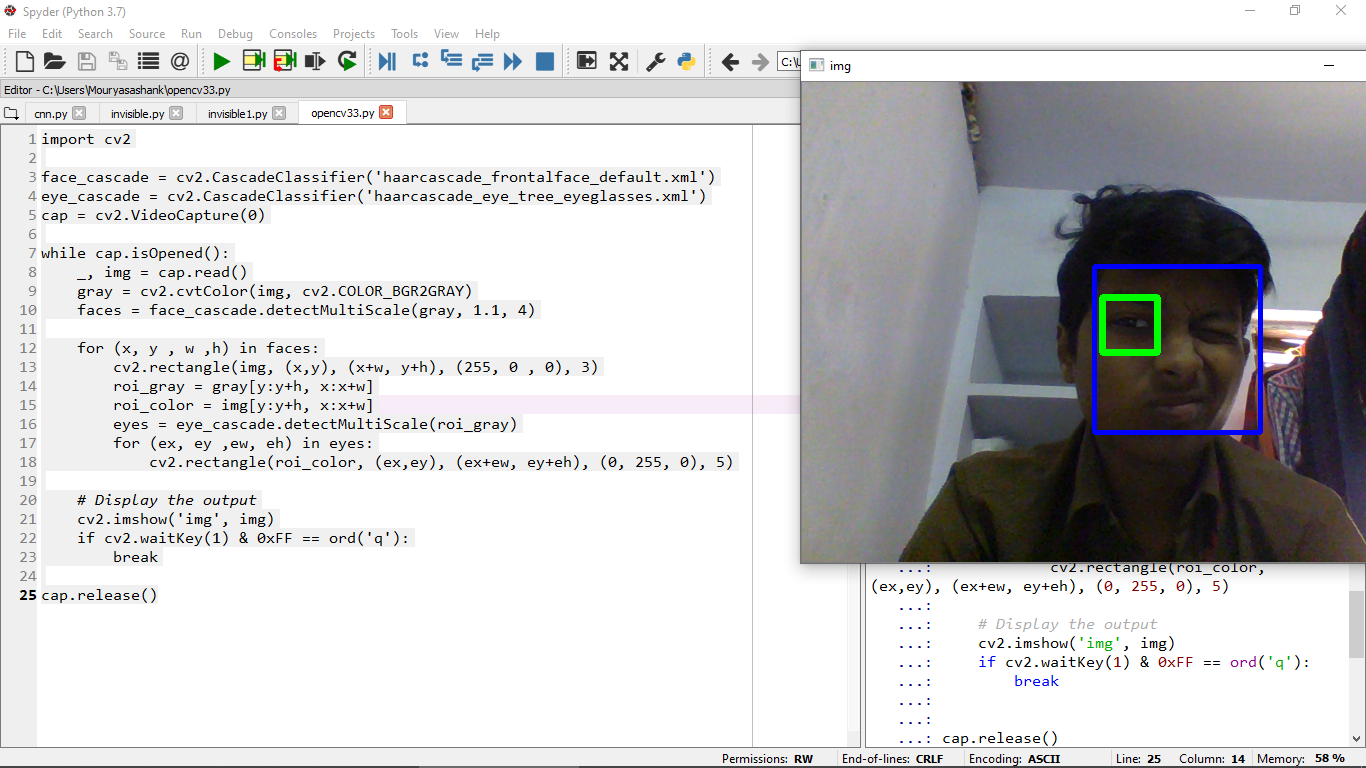 Spyder (Python 3.7)
File Edit Search Source Run Debug Consoles Projects Tools View Help
C:\
Editor - C:\Users\Mouryasashank\opencv33.py
cnn.py invisible.py invisible1.py opencv33.py
1 import cv2
2
3 face_cascade = cv2.CascadeClassifier('haarcascade_frontalface_default.xml')
4 eye_cascade = cv2.CascadeClassifier('haarcascade_eye_tree_eyeglasses.xml')
5 cap = cv2.VideoCapture(0)
6
7 while cap.isOpened():
8     _, img = cap.read()
9     gray = cv2.cvtColor(img, cv2.COLOR_BGR2GRAY)
10     faces = face_cascade.detectMultiScale(gray, 1.1, 4)
11
12     for (x, y , w ,h) in faces:
13         cv2.rectangle(img, (x,y), (x+w, y+h), (255, 0 , 0), 3)
14         roi_gray = gray[y:y+h, x:x+w]
15         roi_color = img[y:y+h, x:x+w]
16         eyes = eye_cascade.detectMultiScale(roi_gray)
17         for (ex, ey ,ew, eh) in eyes:
18             cv2.rectangle(roi_color, (ex,ey), (ex+ew, ey+eh), (0, 255, 0), 5)
19
20     # Display the output
21     cv2.imshow('img', img)
22     if cv2.waitKey(1) & 0xFF == ord('q'):
23         break
24
25 cap.release()
img
...:             cv2.rectangle(roi_color,
(ex,ey), (ex+ew, ey+eh), (0, 255, 0), 5)
...:
...:     # Display the output
...:     cv2.imshow('img', img)
...:     if cv2.waitKey(1) & 0xFF == ord('q'):
...:         break
...:
...:
...: cap.release()
Permissions: RW End-of-lines: CRLF Encoding: ASCII Line: 25 Column: 14 Memory: 58 %